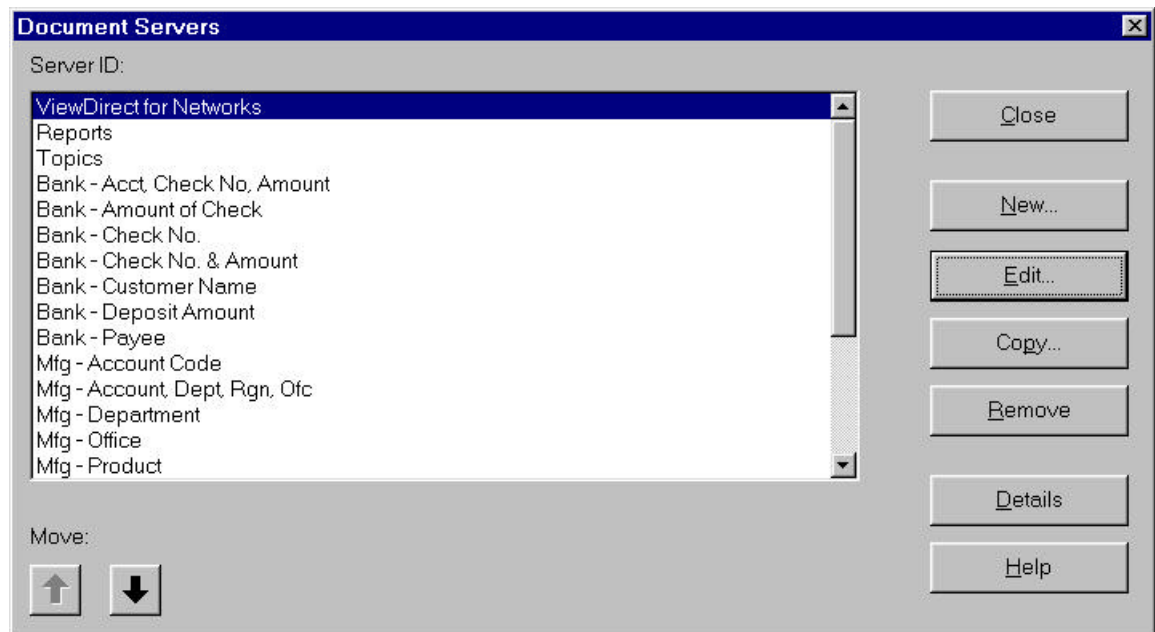 Document Servers
Server ID:
ViewDirect for Networks
Reports
Topics
Bank - Acct, Check No, Amount
Bank - Amount of Check
Bank - Check No.
Bank - Check No. & Amount
Bank - Customer Name
Bank - Deposit Amount
Bank - Payee
Mfg - Account Code
Mfg - Account, Dept, Rgn, Ofc
Mfg - Department
Mfg - Office
Mfg - Product
Close
New...
Edit...
Copy...
Remove
Details
Help
Move: